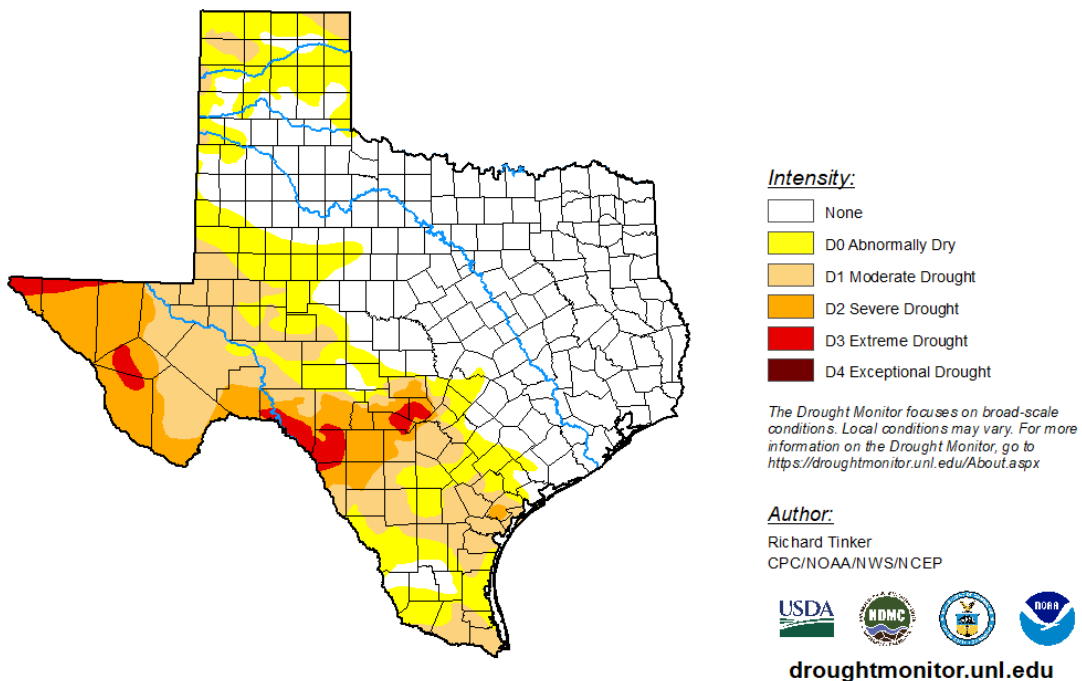 Intensity:
None
D0 Abnormally Dry
D1 Moderate Drought
D2 Severe Drought
D3 Extreme Drought
D4 Exceptional Drought
The Drought Monitor focuses on broad-scale
conditions. Local conditions may vary. For more
information on the Drought Monitor, go to
https://droughtmonitor.unl.edu/About.aspx
Author:
Richard Tinker
CPC/NOAA/NWS/NCEP
USDA
NDMC
NOAA
droughtmonitor.unl.edu